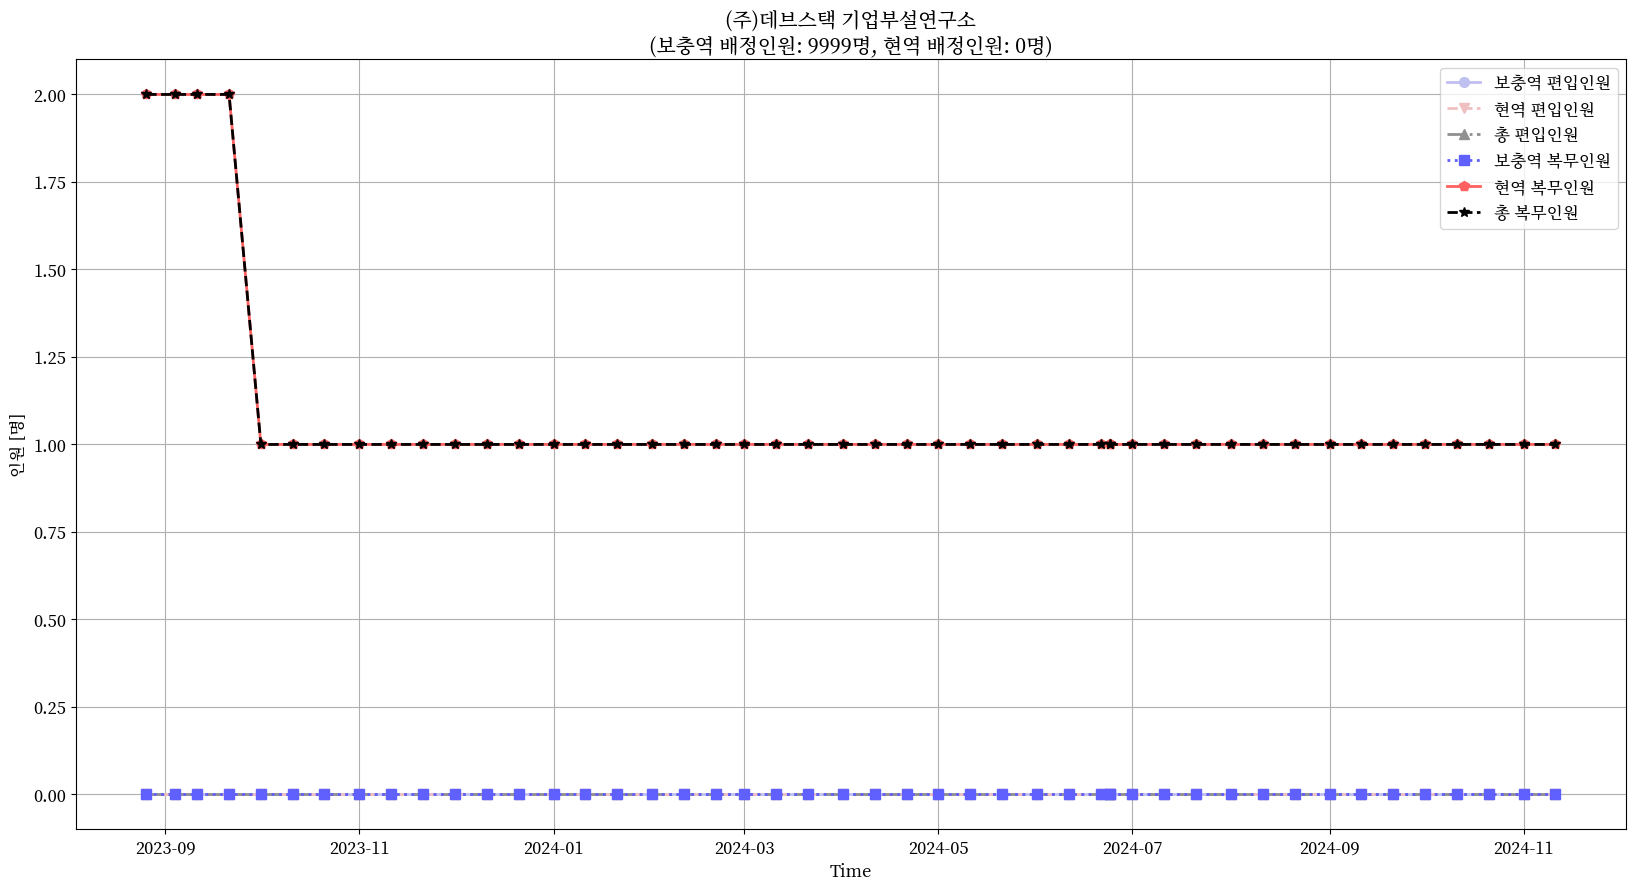 (주)데브스택 기업부설연구소
(보충역 배정인원: 9999명, 현역 배정인원: 0명)
보충역 편입인원
현역 편입인원
총 편입인원
보충역 복무인원
현역 복무인원
총 복무인원
2.00
1.75
1.50
1.25
1.00
0.75
0.50
0.25
0.00
인원 [명]
2023-09
2023-11
2024-01
2024-03
2024-05
2024-07
2024-09
2024-11
Time